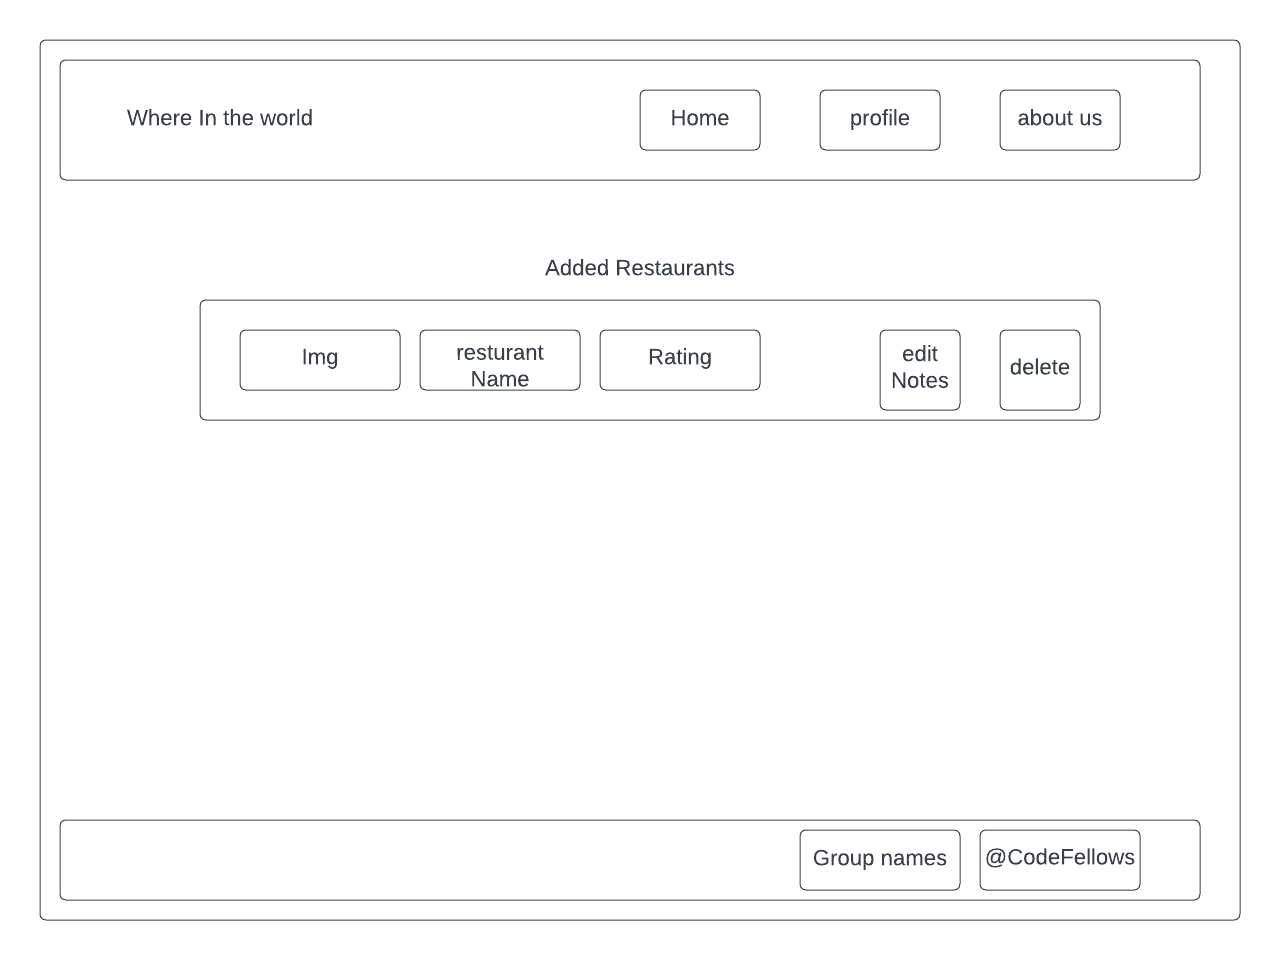 Where In the world
Home
profile
about us
Added Restaurants
Img
resturant
Name
Rating
edit
Notes
delete
Group names
@CodeFellows